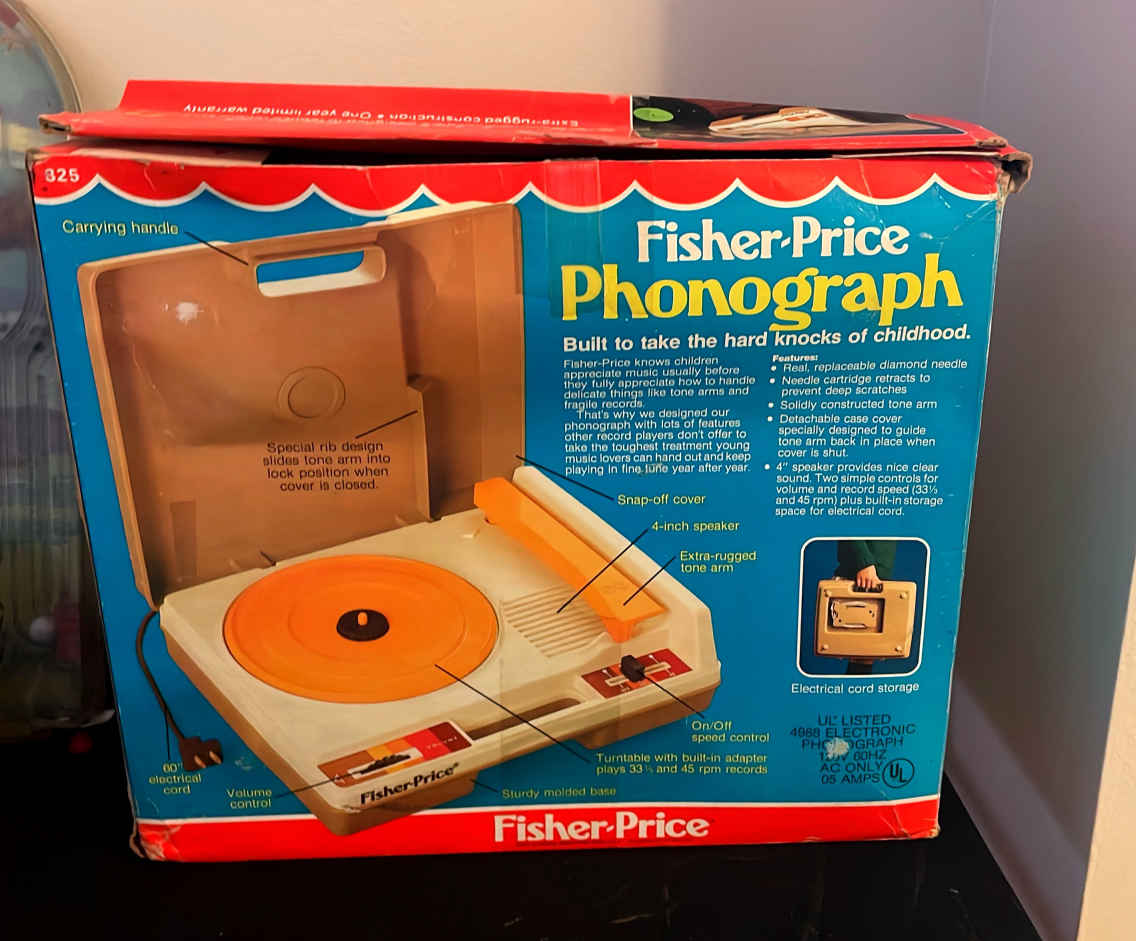 Extra-rugged construction • One year limited warranty
825
Carrying handle
Fisher-Price
Phonograph
Built to take the hard knocks of childhood.
Fisher-Price knows children
appreciate music usually before
they fully appreciate how to handle
delicate things like tone arms and
fragile records.
That's why we designed our
phonograph with lots of features
other record players don't offer to
take the toughest treatment young
music lovers can hand out and keep
playing in fine tune year after year.
Features:
• Real, replaceable diamond needle
• Needle cartridge retracts to
prevent deep scratches
• Solidly constructed tone arm
• Detachable case cover
specially designed to guide
tone arm back in place when
cover is shut.
• 4" speaker provides nice clear
sound. Two simple controls for
volume and record speed (33⅓
and 45 rpm) plus built-in storage
space for electrical cord.
Special rib design
slides tone arm into
lock position when
cover is closed.
Snap-off cover
4-inch speaker
Extra-rugged
tone arm
Electrical cord storage
On/Off
speed control
Turntable with built-in adapter
plays 33⅓ and 45 rpm records
60"
electrical
cord
Volume
control
Fisher-Price®
Sturdy molded base
UL LISTED
4988 ELECTRONIC
PHONOGRAPH
60HZ
AC ONLY
05 AMPS
UL
Fisher-Price